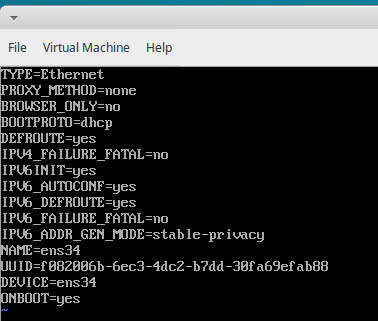 File Virtual Machine Help
TYPE=Ethernet
PROXY_METHOD=none
BROWSER_ONLY=no
BOOTPROTO=dhcp
DEFROUTE=yes
IPV4_FAILURE_FATAL=no
IPV6INIT=yes
IPV6_AUTOCONF=yes
IPV6_DEFROUTE=yes
IPV6_FAILURE_FATAL=no
IPV6_ADDR_GEN_MODE=stable-privacy
NAME=ens34
UUID=f082006b-6ec3-4dc2-b7dd-30fa69efab88
DEVICE=ens34
ONBOOT=yes
~